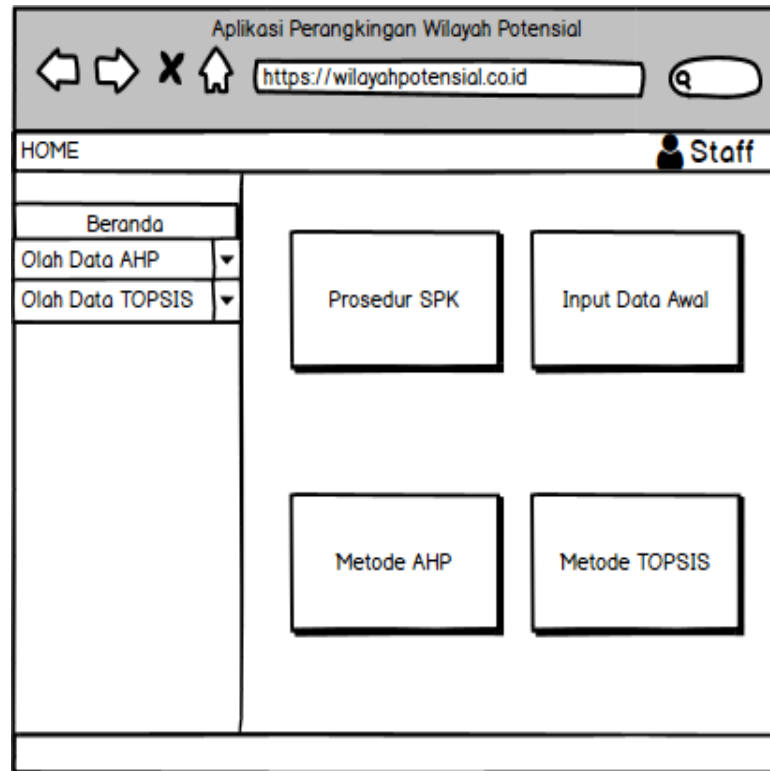 Aplikasi Perangkingan Wilayah Potensial
https://wilayahpotensial.co.id
HOME
Staff
Beranda
Olah Data AHP
Olah Data TOPSIS
Prosedur SPK
Input Data Awal
Metode AHP
Metode TOPSIS